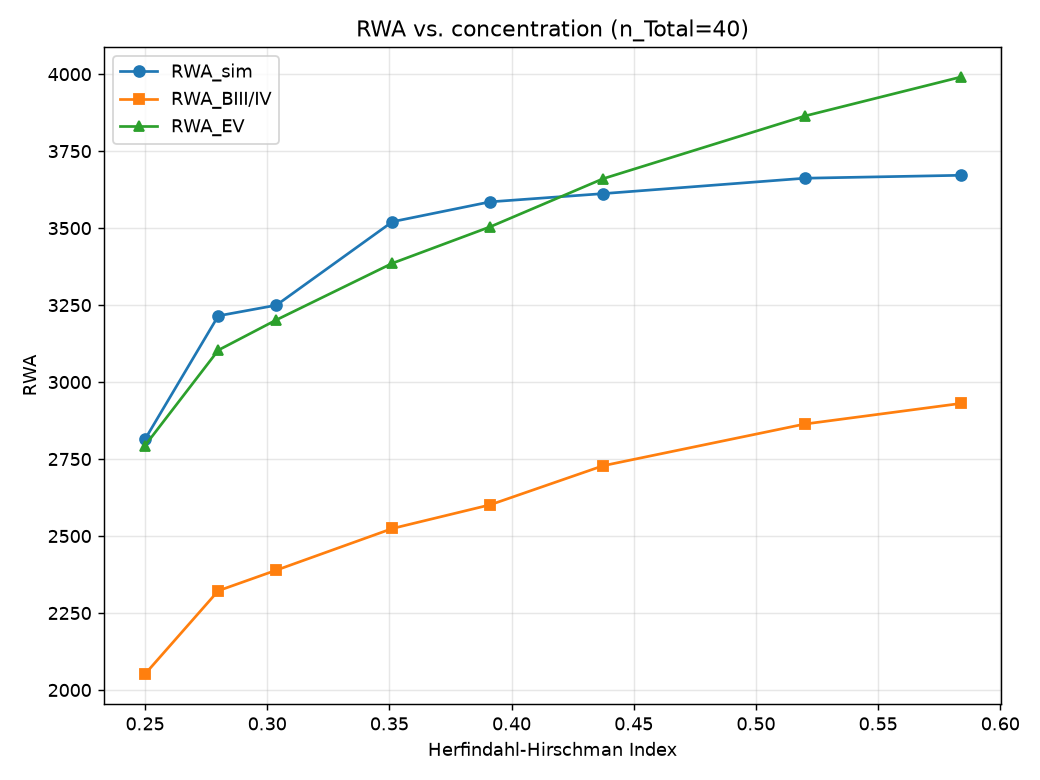 RWA vs. concentration (n_Total=40)
RWA_sim
RWA_BIII/IV
RWA_EV
RWA
4000
3750
3500
3250
3000
2750
2500
2250
2000
0.25 0.30 0.35 0.40 0.45 0.50 0.55 0.60
Herfindahl-Hirschman Index